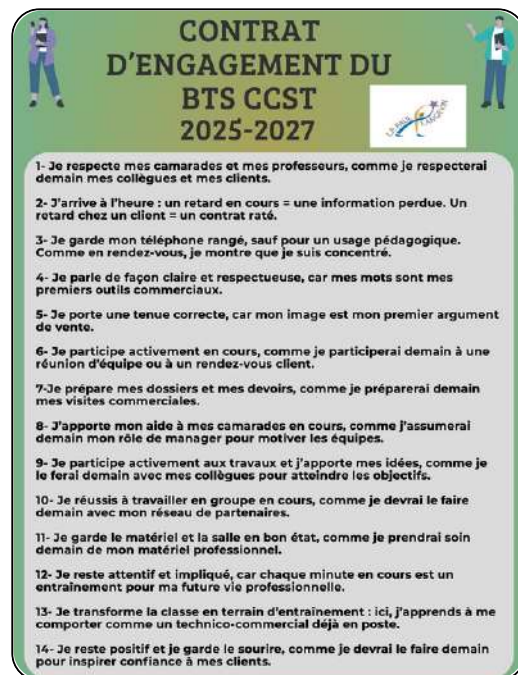 CONTRAT
D'ENGAGEMENT DU
BTS CCST
2025-2027
1- Je respecte mes camarades et mes professeurs, comme je respecterai
demain mes collègues et mes clients.
2- J'arrive à l'heure : un retard en cours = une information perdue. Un
retard chez un client = un contrat raté.
3- Je garde mon téléphone rangé, sauf pour un usage pédagogique.
Comme en rendez-vous, je montre que je suis concentré.
4- Je parle de façon claire et respectueuse, car mes mots sont mes
premiers outils commerciaux.
5- Je porte une tenue correcte, car mon image est mon premier argument
de vente.
6- Je participe activement en cours, comme je participerai demain à une
réunion d'équipe ou à un rendez-vous client.
7-Je prépare mes dossiers et mes devoirs, comme je préparerai demain
mes visites commerciales.
8- J'apporte mon aide à mes camarades en cours, comme j'assumerai
demain mon rôle de manager pour motiver les équipes.
9- Je participe activement aux travaux et j'apporte mes idées, comme je
le ferai demain avec mes collègues pour atteindre les objectifs.
10- Je réussis à travailler en groupe en cours, comme je devrai le faire
demain avec mon réseau de partenaires.
11- Je garde le matériel et la salle en bon état, comme je prendrai soin
demain de mon matériel professionnel.
12- Je reste attentif et impliqué, car chaque minute en cours est un
entraînement pour ma future vie professionnelle.
13- Je transforme la classe en terrain d'entraînement : ici, j'apprends à me
comporter comme un technico-commercial déjà en poste.
14- Je reste positif et je garde le sourire, comme je devrai le faire demain
pour inspirer confiance à mes clients.